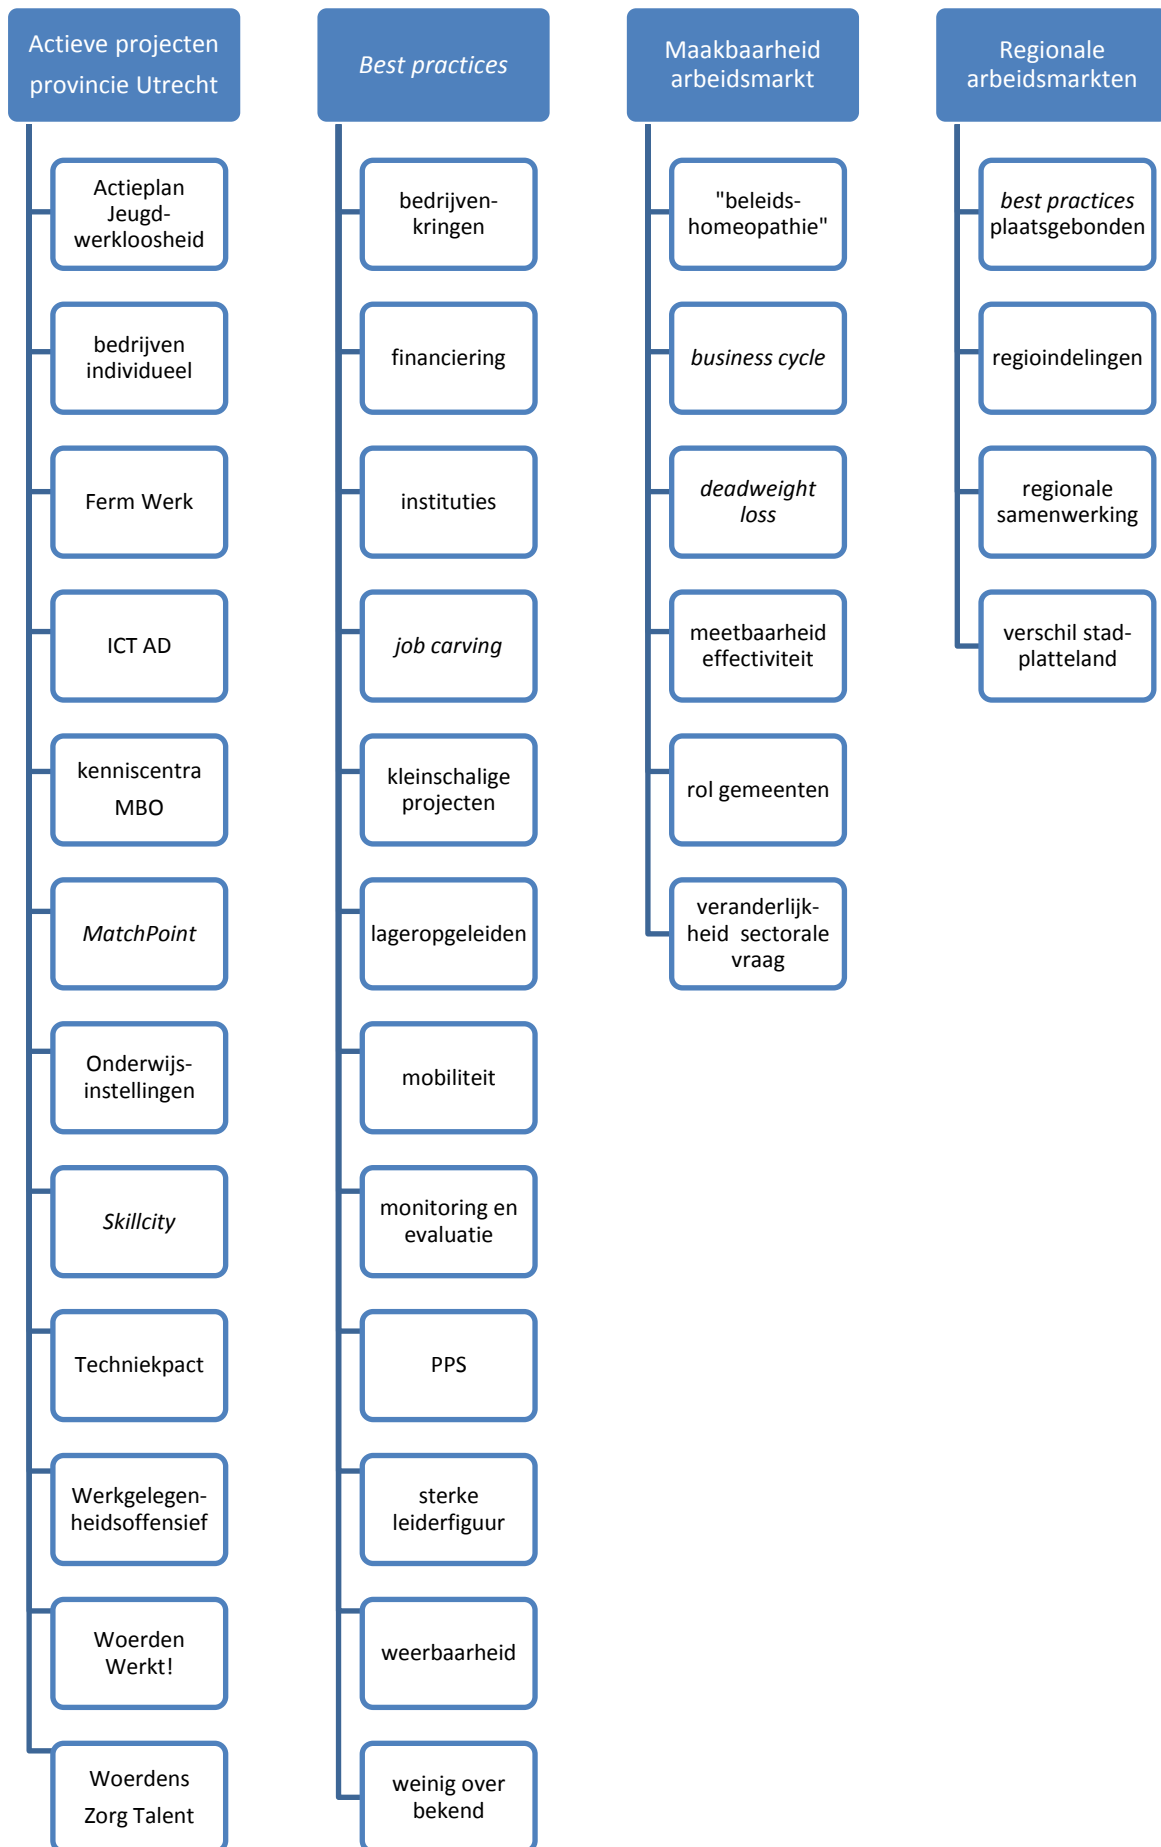 Actieve projecten
provincie Utrecht
Actieplan
Jeugd-
werkloosheid
bedrijven
individueel
Ferm Werk
ICT AD
kenniscentra
MBO
MatchPoint
Onderwijs-
instellingen
Skillcity
Techniekpact
Werkgelegen-
heidsoffensief
Woerden
Werkt!
Woerdens
Zorg Talent
Best practices
bedrijven-
kringen
financiering
instituties
job carving
kleinschalige
projecten
lageropgeleiden
mobiliteit
monitoring en
evaluatie
PPS
sterke
leiderfiguur
weerbaarheid
weinig over
bekend
Maakbaarheid
arbeidsmarkt
"beleids-
homeopathie"
business cycle
deadweight
loss
meetbaarheid
effectiviteit
rol gemeenten
veranderlijk-
heid sectorale
vraag
Regionale
arbeidsmarkten
best practices
plaatsgebonden
regioindelingen
regionale
samenwerking
verschil stad-
platteland